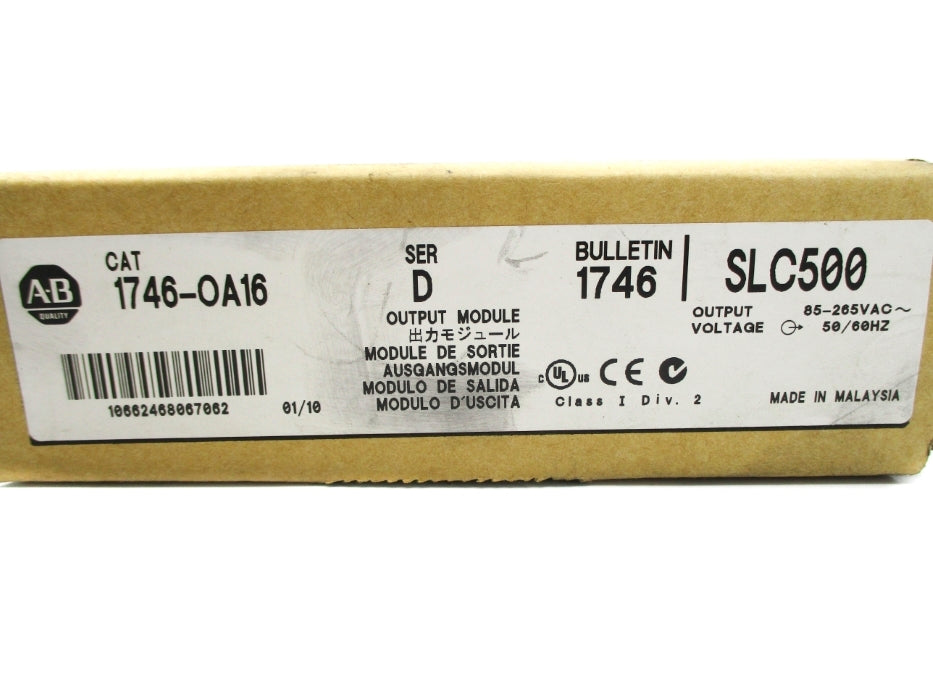 A-B
QUALITY
CAT
1746-OA16
10662468067062
01/10
SER
D
OUTPUT MODULE
出力モジュール
MODULE DE SORTIE
AUSGANGSMODUL
MODULO DE SALIDA
MODULO D'USCITA
BULLETIN
1746
SLC500
OUTPUT 85-265VAC~
VOLTAGE 50/60HZ
c UL us CE
Class I Div. 2
MADE IN MALAYSIA